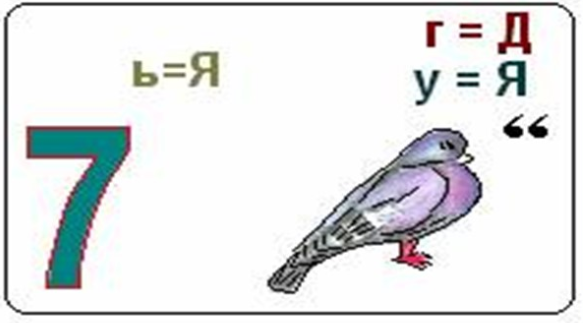 г = Д
ь=Я
у = Я
“
7